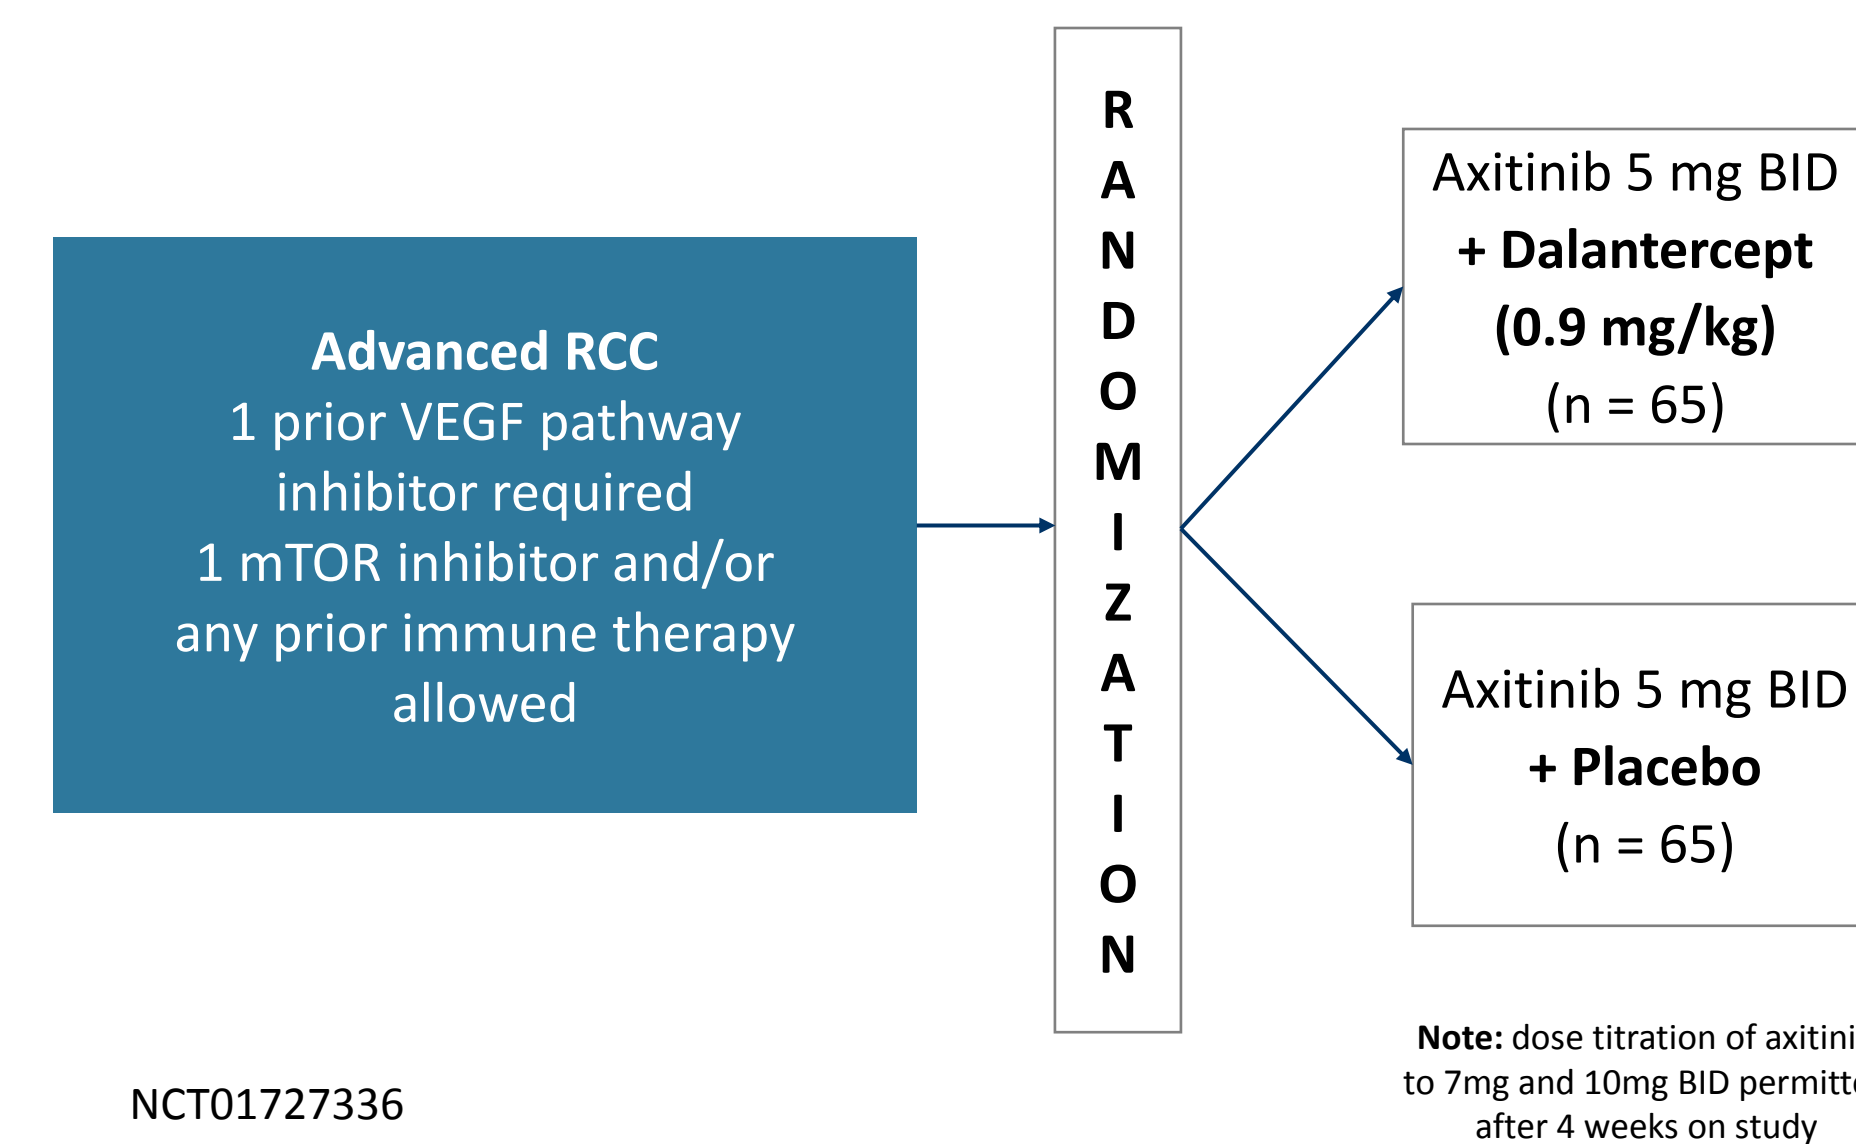 Advanced RCC
1 prior VEGF pathway
inhibitor required
1 mTOR inhibitor and/or
any prior immune therapy
allowed
R
A
N
D
O
M
I
Z
A
T
I
O
N
Axitinib 5 mg BID
+ Dalantercept
(0.9 mg/kg)
(n = 65)
Axitinib 5 mg BID
+ Placebo
(n = 65)
Note: dose titration of axitini
to 7mg and 10mg BID permitte
after 4 weeks on study
NCT01727336